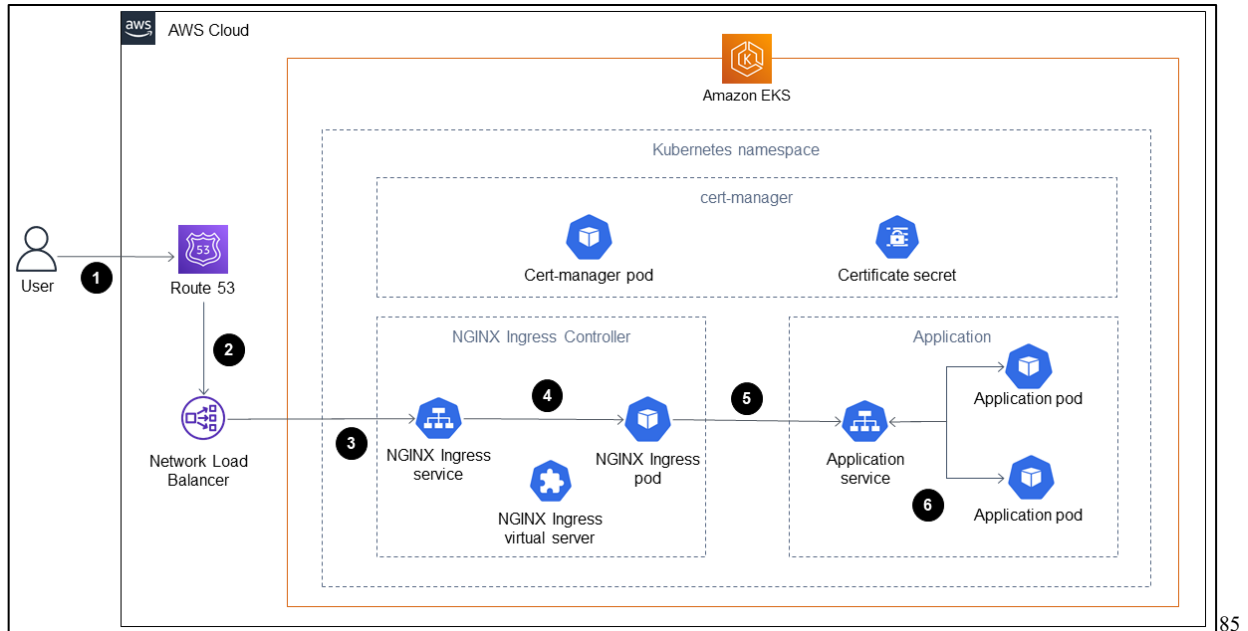 aws
AWS Cloud
Amazon EKS
Kubernetes namespace
cert-manager
Cert-manager pod
Certificate secret
User
1
53
Route 53
2
Network Load
Balancer
3
NGINX Ingress Controller
NGINX Ingress
service
4
NGINX Ingress
pod
NGINX Ingress
virtual server
5
Application
Application
service
6
Application pod
Application pod
K
85